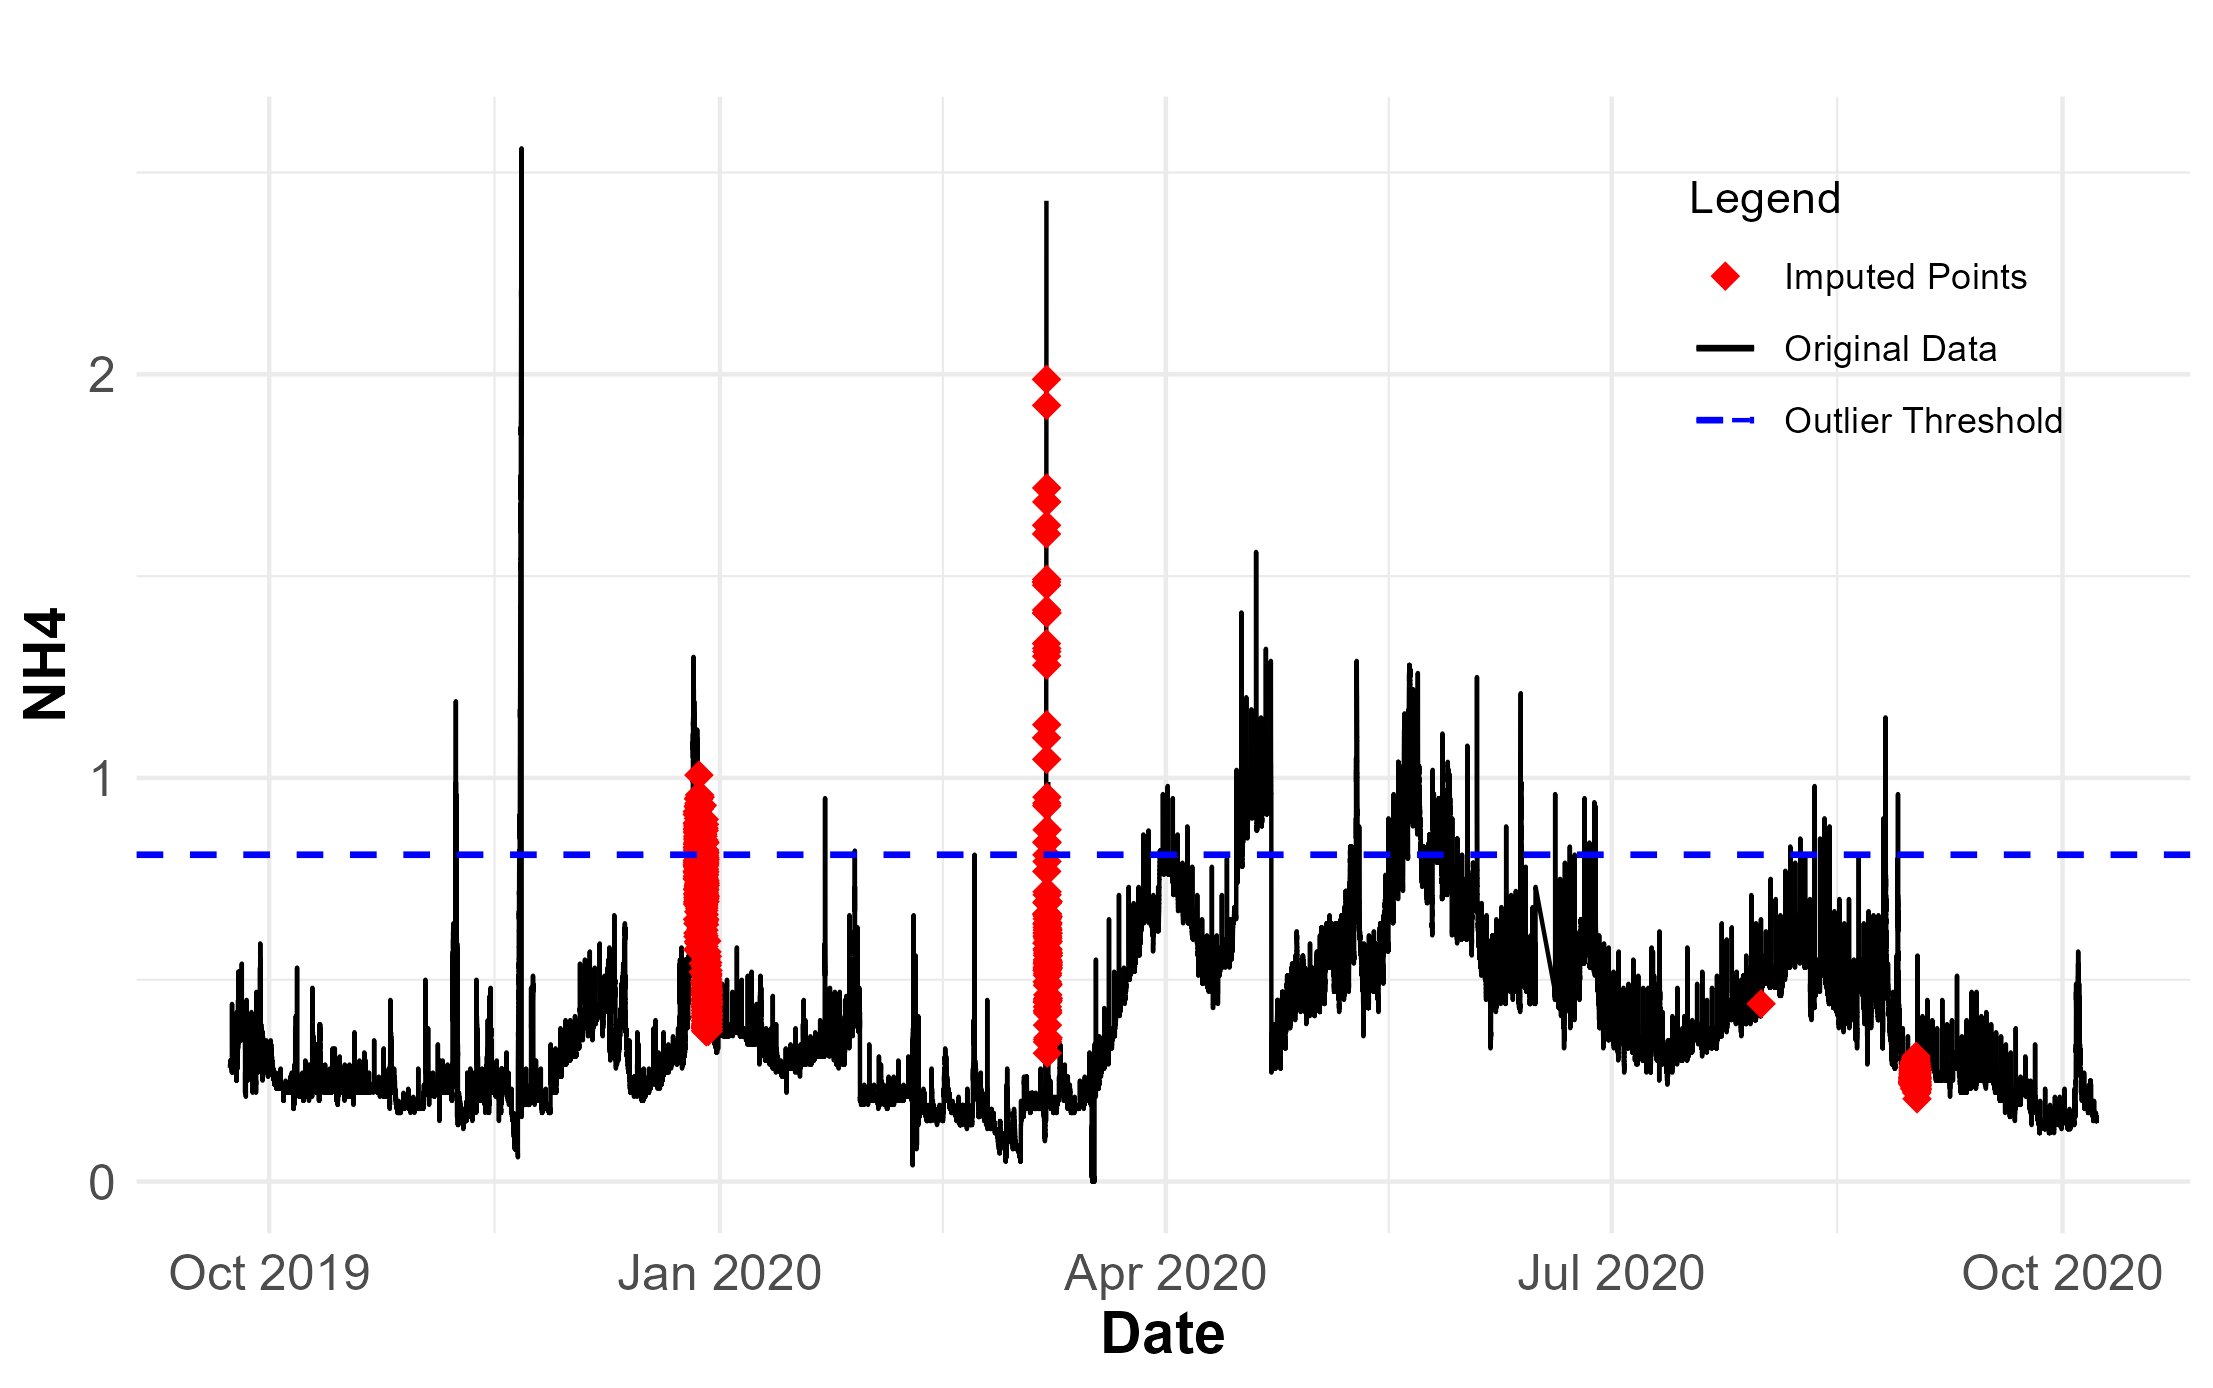 Legend
Imputed Points
Original Data
Outlier Threshold
NH4
2
1
0
Oct 2019
Jan 2020
Apr 2020
Jul 2020
Oct 2020
Date